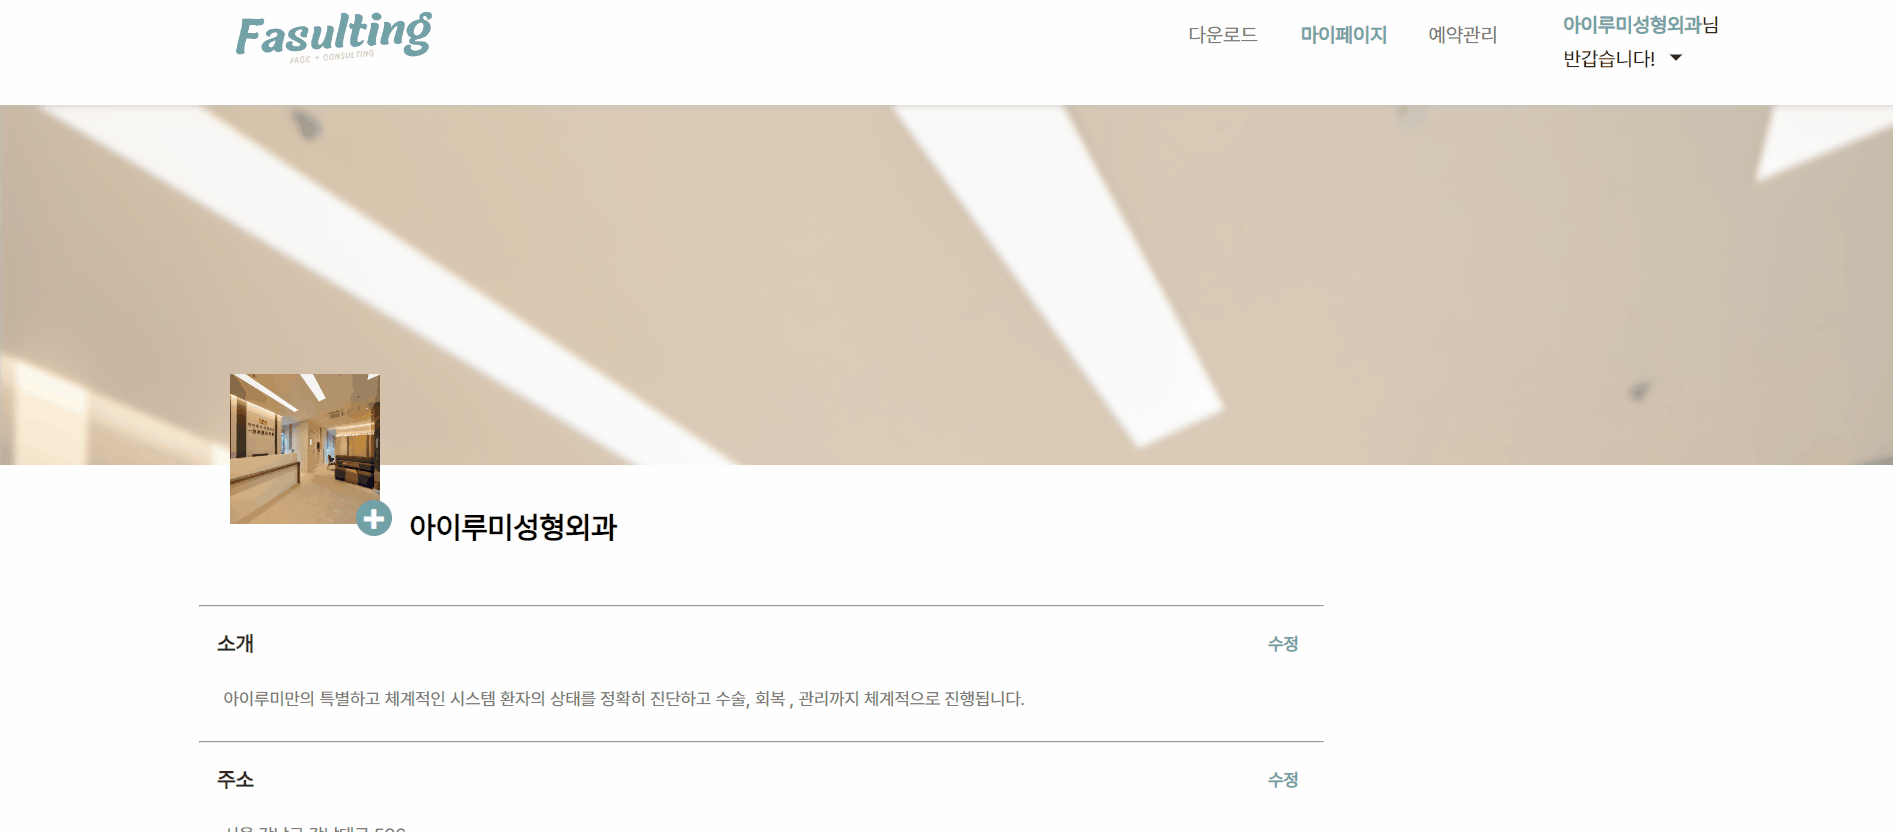 Fasulting
FACE + CONSULTING
다운로드
마이페이지
예약관리
아이루미성형외과님
반갑습니다!
아이루미성형외과
소개
수정
아이루미만의 특별하고 체계적인 시스템 환자의 상태를 정확히 진단하고 수술, 회복 , 관리까지 체계적으로 진행됩니다.
주소
수정